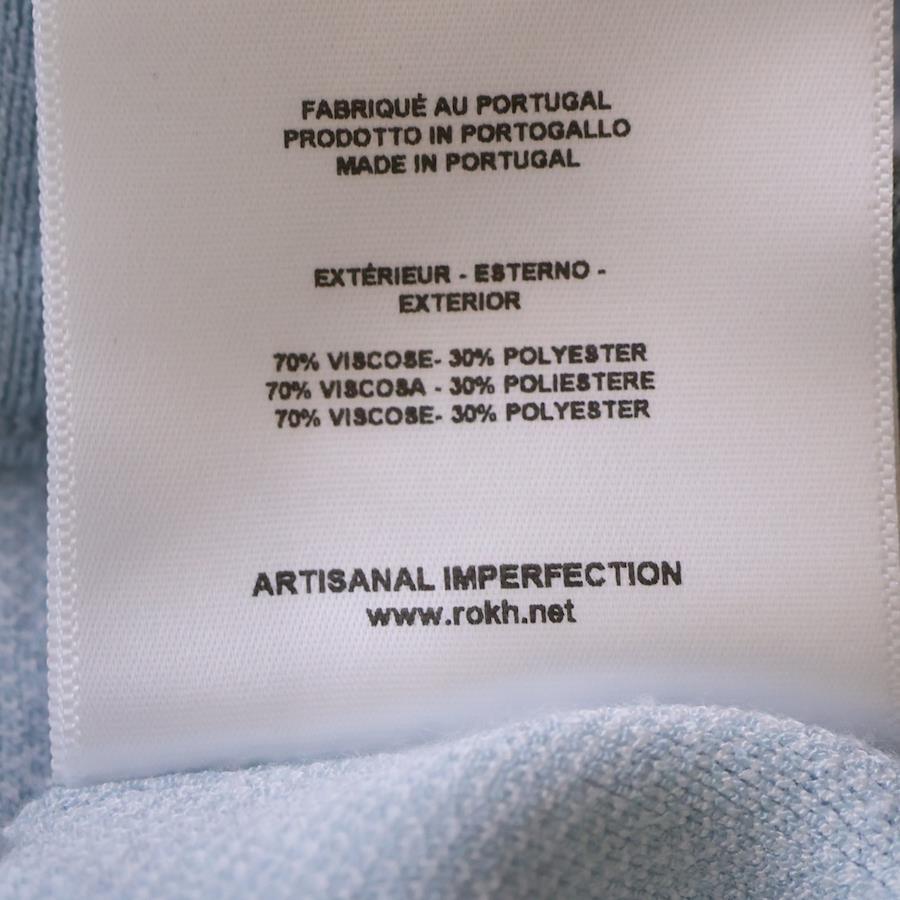 FABRIQUÉ AU PORTUGAL
PRODOTTO IN PORTOGALLO
MADE IN PORTUGAL
EXTÉRIEUR - ESTERNO -
EXTERIOR
70% VISCOSE- 30% POLYESTER
70% VISCOSA - 30% POLIESTERE
70% VISCOSE- 30% POLYESTER
ARTISANAL IMPERFECTION
www.rokh.net